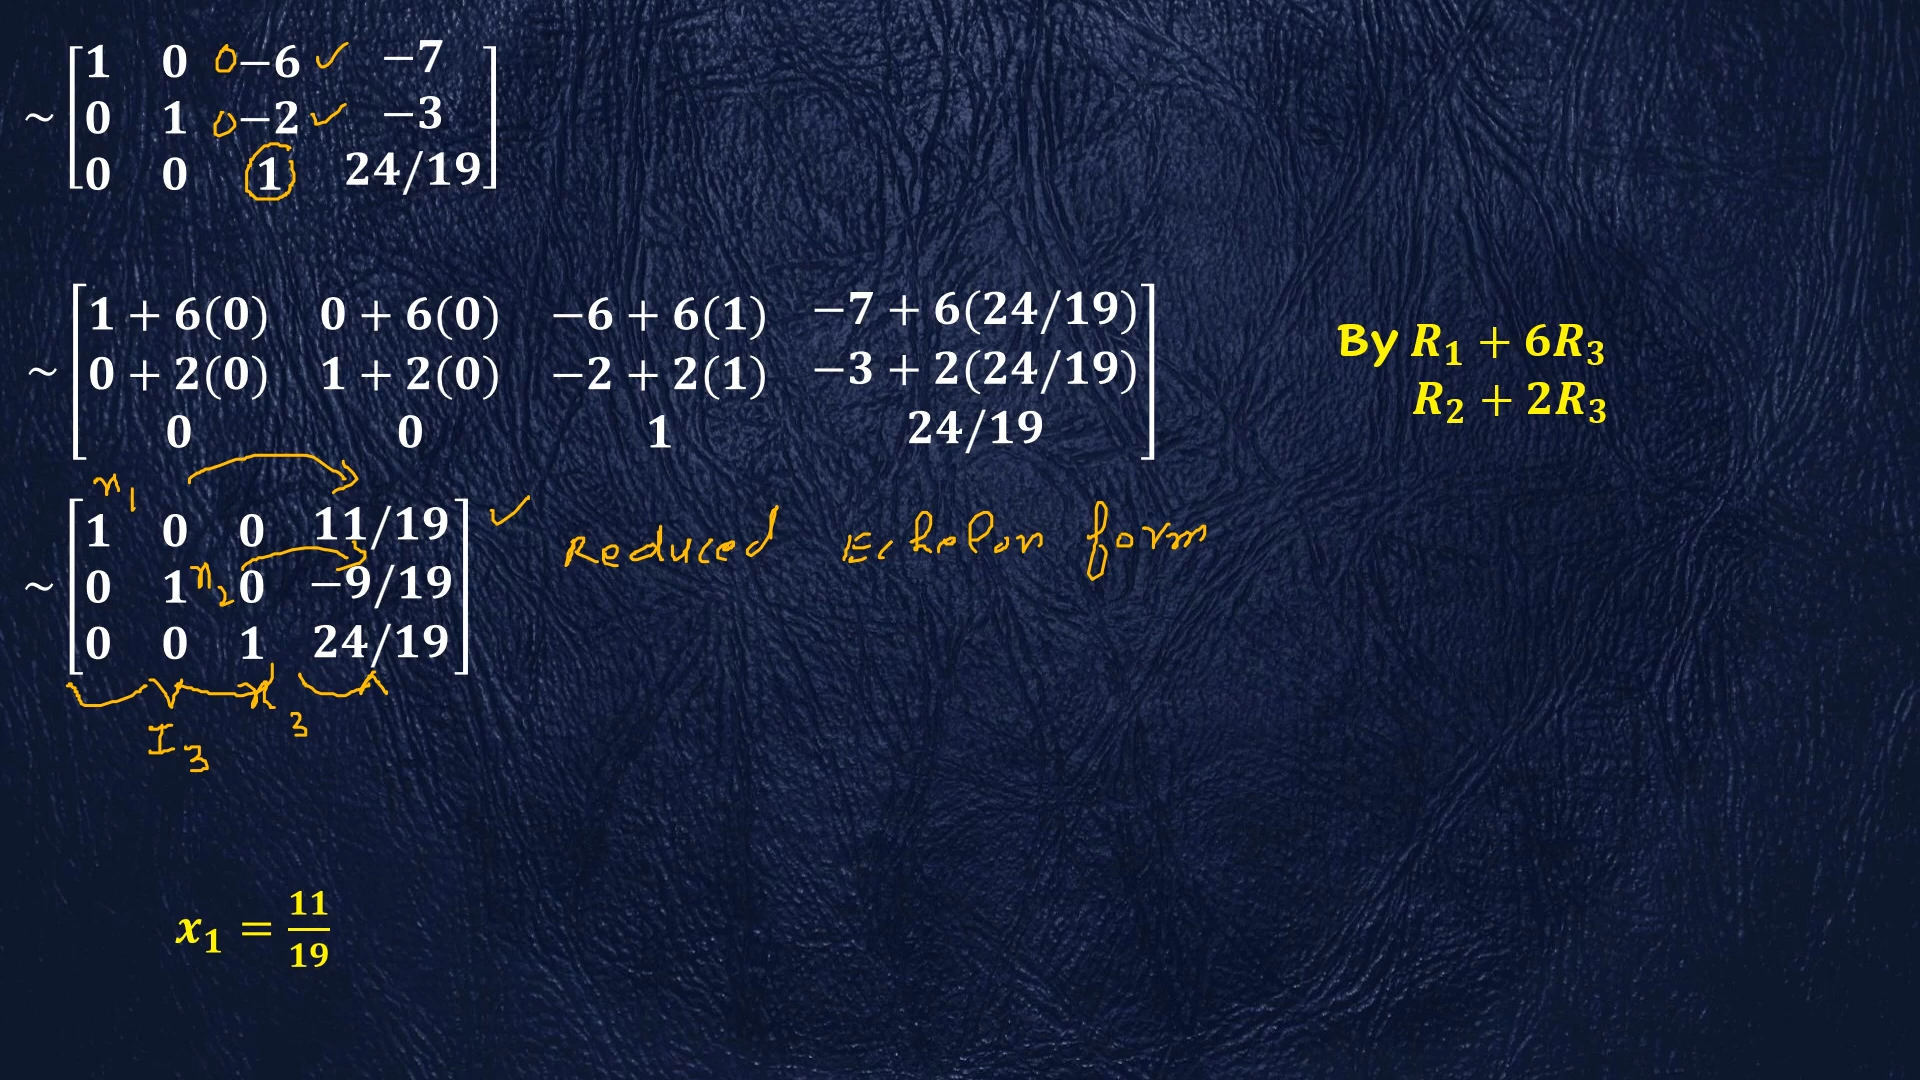 1 0 0 −6 ✓ −7
~ 0 1 0 −2 ✓ −3
0 0 1 24/19
1 + 6(0) 0 + 6(0) −6 + 6(1) −7 + 6(24/19)
~ 0 + 2(0) 1 + 2(0) −2 + 2(1) −3 + 2(24/19)
0 0 1 24/19
By R₁ + 6R₃
R₂ + 2R₃
x₁
1 0 0 11/19 ✓ Reduced Echelon form
~ 0 1 x₂ 0 −9/19
0 0 1 24/19
x₃
I₃
x₁ = 11/19